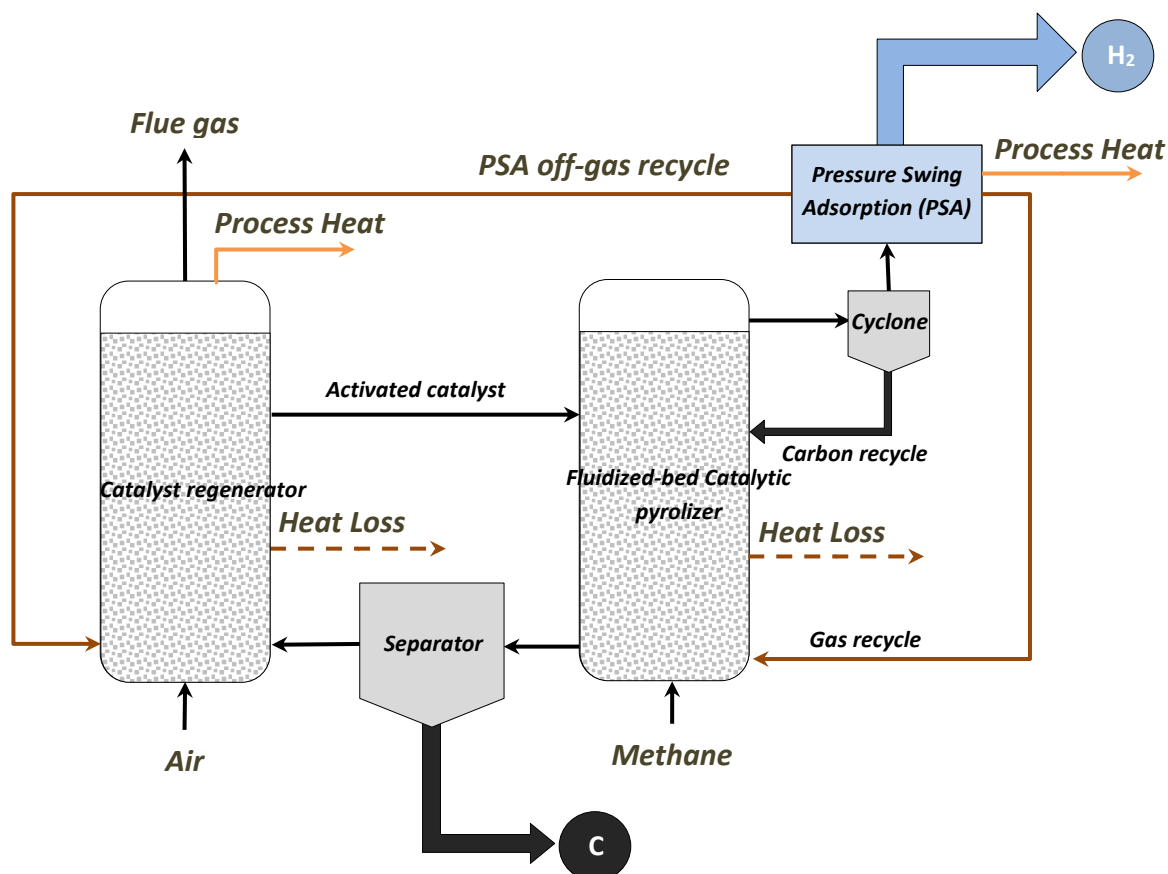 H₂
Flue gas
PSA off-gas recycle
Process Heat
Pressure Swing
Adsorption (PSA)
Process Heat
Cyclone
Activated catalyst
Carbon recycle
Catalyst regenerator
Fluidized-bed Catalytic
pyrolizer
Heat Loss
Heat Loss
Separator
Gas recycle
Air
Methane
C